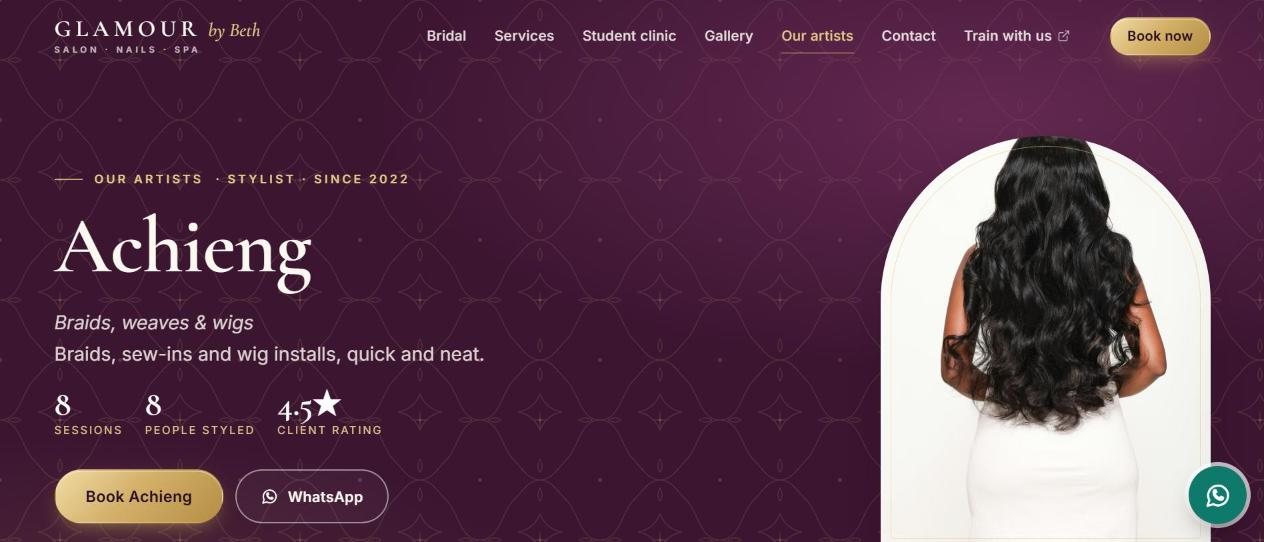 GLAMOUR by Beth
SALON · NAILS · SPA
Bridal
Services
Student clinic
Gallery
Our artists
Contact
Train with us
Book now
OUR ARTISTS · STYLIST · SINCE 2022
Achieng
Braids, weaves & wigs
Braids, sew-ins and wig installs, quick and neat.
8
SESSIONS
8
PEOPLE STYLED
4.5★
CLIENT RATING
Book Achieng
WhatsApp